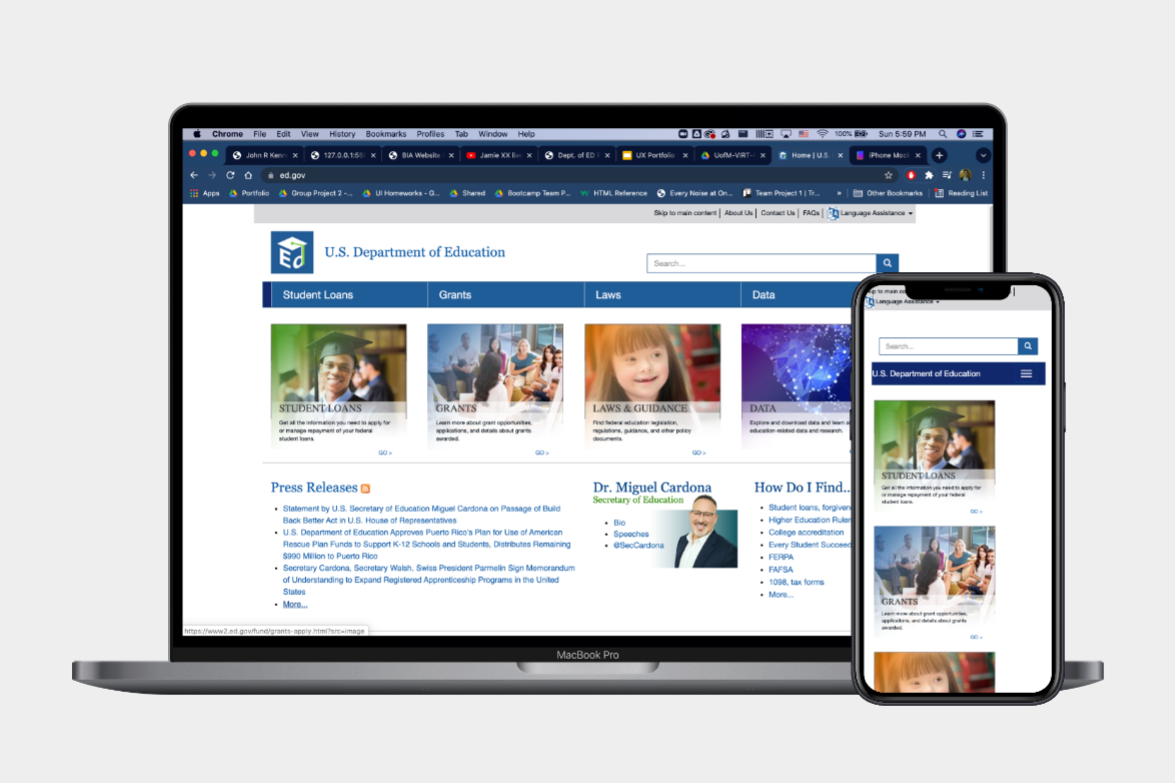 Chrome File Edit View History Bookmarks Profiles Tab Window Help 100% Sun 5:59 PM
John R Kenn 127.0.0.1:55 BIA Website Jamie XX Be Dept. of ED UX Portfolio UofM-VIRT- Home | U.S. iPhone Moc
ed.gov
Apps Portfolio Group Project 2 -... UI Homeworks - G... Shared Bootcamp Team P... HTML Reference Every Noise at On... Team Project 1 | Tr... » Other Bookmarks Reading List
Skip to main content | About Us | Contact Us | FAQs | Language Assistance
Ed
U.S. Department of Education
Search...
Student Loans Grants Laws Data
STUDENT LOANS
Get all the information you need to apply for
or manage repayment of your federal
student loans.
GO >
GRANTS
Learn more about grant opportunities,
applications, and details about grants
awarded.
GO >
LAWS & GUIDANCE
Find federal education legislation,
regulations, guidance, and other policy
documents.
GO >
DATA
Explore and download data and learn a
education-related data and research.
Press Releases
Statement by U.S. Secretary of Education Miguel Cardona on Passage of Build
Back Better Act in U.S. House of Representatives
U.S. Department of Education Approves Puerto Rico's Plan for Use of American
Rescue Plan Funds to Support K-12 Schools and Students, Distributes Remaining
$990 Million to Puerto Rico
Secretary Cardona, Secretary Walsh, Swiss President Parmelin Sign Memorandum
of Understanding to Expand Registered Apprenticeship Programs in the United
States
More...
Dr. Miguel Cardona
Secretary of Education
Bio
Speeches
@SecCardona
How Do I Find..
Student loans, forgiven
Higher Education Rule
College accreditation
Every Student Succeed
FERPA
FAFSA
1098, tax forms
More...
https://www2.ed.gov/fund/grants-apply.html?src=image
MacBook Pro
ip to main co
Language Assistance
Search...
U.S. Department of Education
STUDENT LOANS
Get all the information you need to apply for
or manage repayment of your federal
student loans.
GO >
GRANTS
Learn more about grant opportunities,
applications, and details about grants
awarded.
GO >